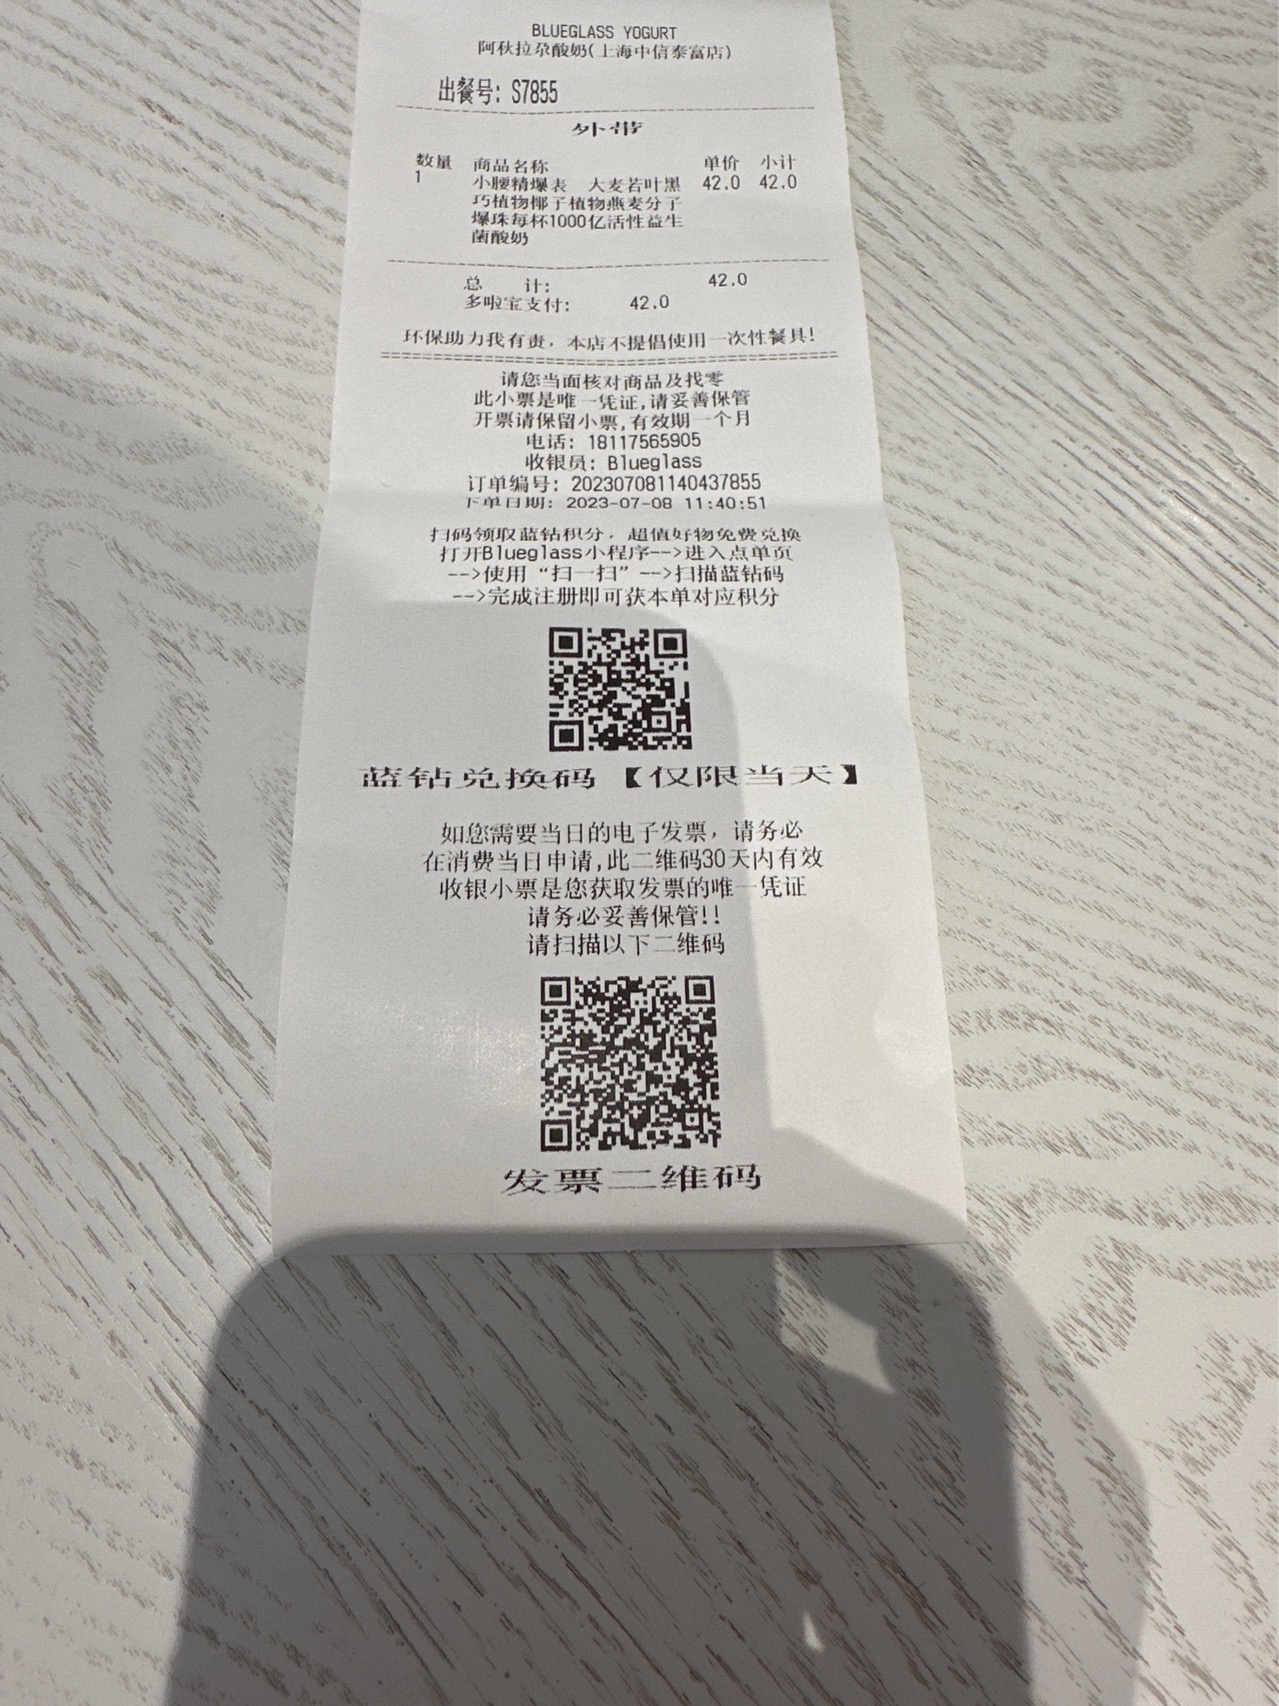 BLUEGLASS YOGURT
阿秋拉尕酸奶(上海中信泰富店)
出餐号: S7855
外带
数量 商品名称 单价 小计
1 小腰精爆表 大麦若叶黑 42.0 42.0
巧植物椰子植物燕麦分子
爆珠每杯1000亿活性益生
菌酸奶
总 计: 42.0
多啦宝支付: 42.0
环保助力我有责，本店不提倡使用一次性餐具!
请您当面核对商品及找零
此小票是唯一凭证,请妥善保管
开票请保留小票,有效期一个月
电话: 18117565905
收银员: Blueglass
订单编号: 202307081140437855
下单日期: 2023-07-08 11:40:51
扫码领取蓝钻积分，超值好物免费兑换
打开Blueglass小程序-->进入点单页
-->使用“扫一扫”-->扫描蓝钻码
-->完成注册即可获本单对应积分
蓝钻兑换码【仅限当天】
如您需要当日的电子发票，请务必
在消费当日申请,此二维码30天内有效
收银小票是您获取发票的唯一凭证
请务必妥善保管!!
请扫描以下二维码
发票二维码